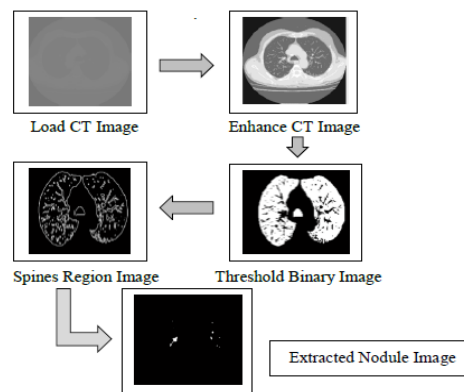 Load CT Image
Enhance CT Image
Spines Region Image
Threshold Binary Image
Extracted Nodule Image